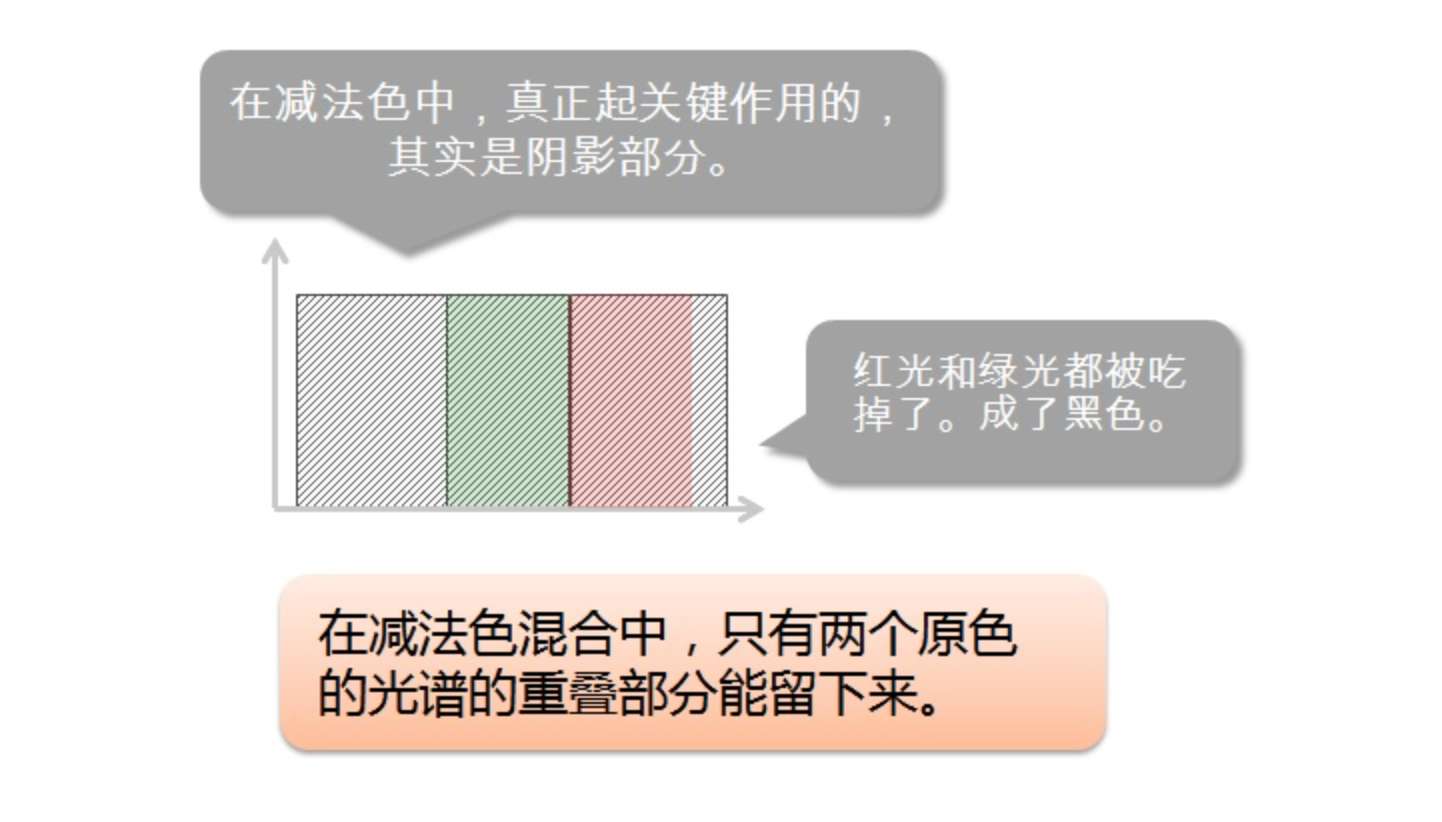 在减法色中，真正起关键作用的，
其实是阴影部分。
红光和绿光都被吃
掉了。成了黑色。
在减法色混合中，只有两个原色
的光谱的重叠部分能留下来。